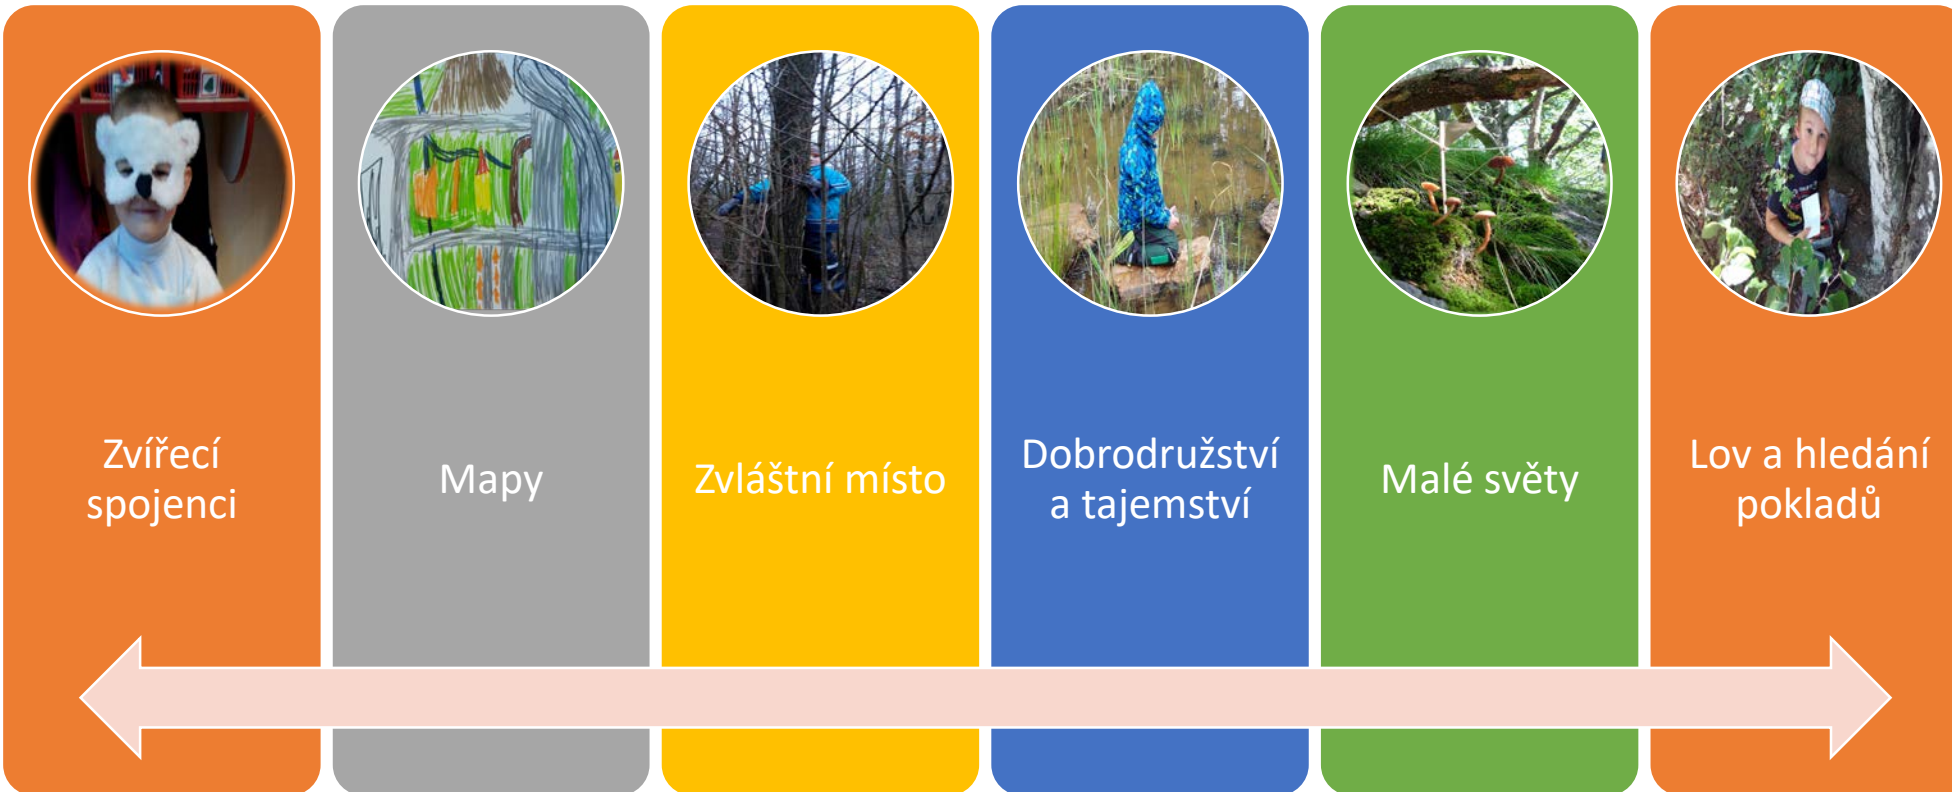 Zvířecí
spojenci
Mapy
Zvláštní místo
Dobrodružství
a tajemství
Malé světy
Lov a hledání
pokladů